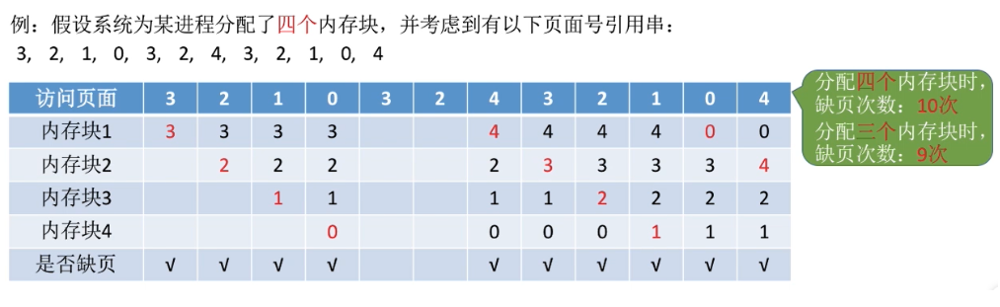 例：假设系统为某进程分配了四个内存块，并考虑到有以下页面号引用串：
3, 2, 1, 0, 3, 2, 4, 3, 2, 1, 0, 4
访问页面 3 2 1 0 3 2 4 3 2 1 0 4
内存块1 3 3 3 3 4 4 4 4 0 0
内存块2 2 2 2 2 3 3 3 3 4
内存块3 1 1 1 1 2 2 2 2
内存块4 0 0 0 0 1 1 1
是否缺页 √ √ √ √ √ √ √ √ √ √
分配四个内存块时，
缺页次数：10次
分配三个内存块时，
缺页次数：9次